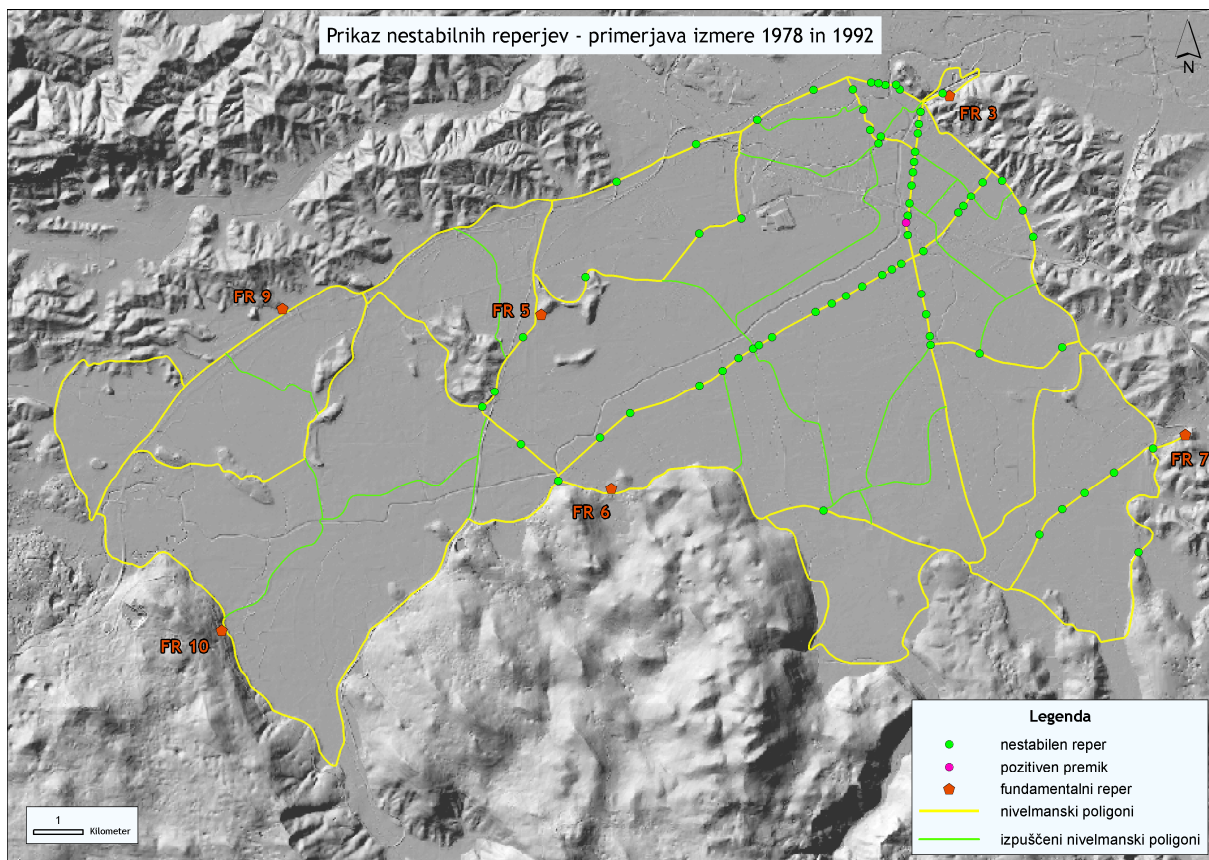 Prikaz nestabilnih reperjev - primerjava izmere 1978 in 1992
N
FR 3
FR 9
FR 5
FR 7
FR 6
FR 10
Legenda
nestabilen reper
pozitiven premik
fundamentalni reper
nivelmanski poligoni
izpuščeni nivelmanski poligoni
1
Kilometer